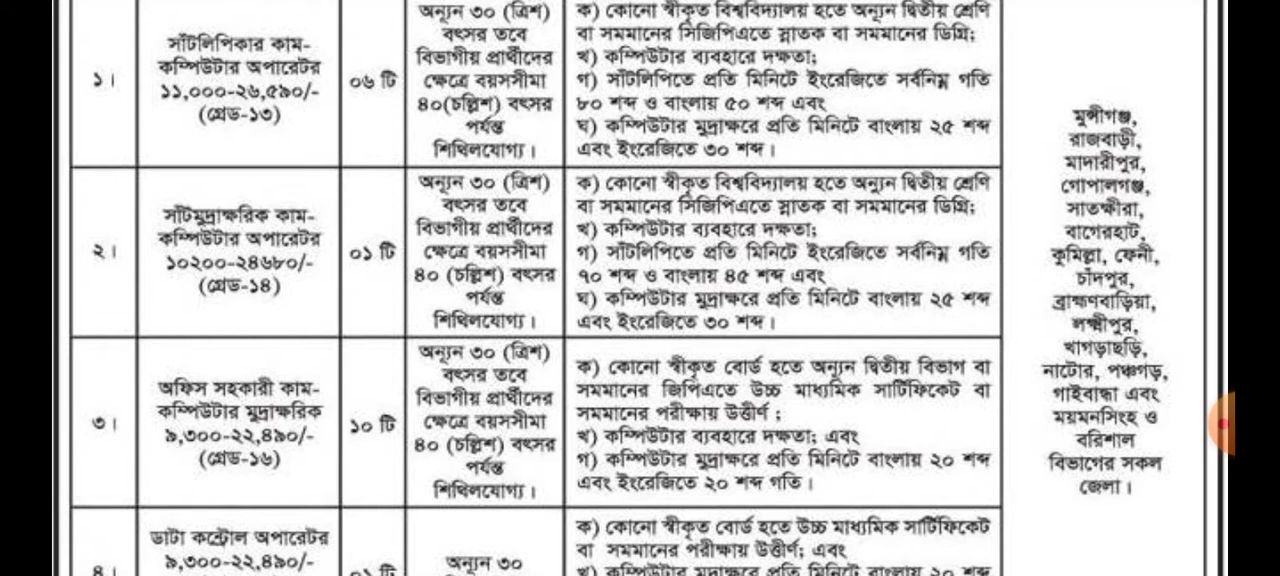 ১।
সাঁটলিপিকার কাম-
কম্পিউটার অপারেটর
১১,০০০-২৬,৫৯০/-
(গ্রেড-১৩)
০৬ টি
অন্যূন ৩০ (ত্রিশ)
বৎসর তবে
বিভাগীয় প্রার্থীদের
ক্ষেত্রে বয়সসীমা
৪০(চল্লিশ) বৎসর
পর্যন্ত
শিথিলযোগ্য।
ক) কোনো স্বীকৃত বিশ্ববিদ্যালয় হতে অন্যূন দ্বিতীয় শ্রেণি
বা সমমানের সিজিপিএতে স্নাতক বা সমমানের ডিগ্রি;
খ) কম্পিউটার ব্যবহারে দক্ষতা;
গ) সাঁটলিপিতে প্রতি মিনিটে ইংরেজিতে সর্বনিম্ন গতি
৮০ শব্দ ও বাংলায় ৫০ শব্দ এবং
ঘ) কম্পিউটার মুদ্রাক্ষরে প্রতি মিনিটে বাংলায় ২৫ শব্দ
এবং ইংরেজিতে ৩০ শব্দ।
২।
সাঁটমুদ্রাক্ষরিক কাম-
কম্পিউটার অপারেটর
১০২০০-২৪৬৮০/-
(গ্রেড-১৪)
০১ টি
অন্যূন ৩০ (ত্রিশ)
বৎসর তবে
বিভাগীয় প্রার্থীদের
ক্ষেত্রে বয়সসীমা
৪০ (চল্লিশ) বৎসর
পর্যন্ত
শিথিলযোগ্য।
ক) কোনো স্বীকৃত বিশ্ববিদ্যালয় হতে অন্যুন দ্বিতীয় শ্রেণি
বা সমমানের সিজিপিএতে স্নাতক বা সমমানের ডিগ্রি;
খ) কম্পিউটার ব্যবহারে দক্ষতা;
গ) সাঁটলিপিতে প্রতি মিনিটে ইংরেজিতে সর্বনিম্ন গতি
৭০ শব্দ ও বাংলায় ৪৫ শব্দ এবং
ঘ) কম্পিউটার মুদ্রাক্ষরে প্রতি মিনিটে বাংলায় ২৫ শব্দ
এবং ইংরেজিতে ৩০ শব্দ।
৩।
অফিস সহকারী কাম-
কম্পিউটার মুদ্রাক্ষরিক
৯,৩০০-২২,৪৯০/-
(গ্রেড-১৬)
১০ টি
অন্যূন ৩০ (ত্রিশ)
বৎসর তবে
বিভাগীয় প্রার্থীদের
ক্ষেত্রে বয়সসীমা
৪০ (চল্লিশ) বৎসর
পর্যন্ত
শিথিলযোগ্য।
ক) কোনো স্বীকৃত বোর্ড হতে অন্যূন দ্বিতীয় বিভাগ বা
সমমানের জিপিএতে উচ্চ মাধ্যমিক সার্টিফিকেট বা
সমমানের পরীক্ষায় উত্তীর্ণ ;
খ) কম্পিউটার ব্যবহারে দক্ষতা; এবং
গ) কম্পিউটার মুদ্রাক্ষরে প্রতি মিনিটে বাংলায় ২০ শব্দ
এবং ইংরেজিতে ২০ শব্দ গতি।
মুন্সীগঞ্জ,
রাজবাড়ী,
মাদারীপুর,
গোপালগঞ্জ,
সাতক্ষীরা,
বাগেরহাট,
কুমিল্লা, ফেনী,
চাঁদপুর,
ব্রাহ্মণবাড়িয়া,
লক্ষ্মীপুর,
খাগড়াছড়ি,
নাটোর, পঞ্চগড়,
গাইবান্ধা এবং
ময়মনসিংহ ও
বরিশাল
বিভাগের সকল
জেলা।
৪।
ডাটা কন্ট্রোল অপারেটর
৯,৩০০-২২,৪৯০/-
০১ টি
অন্যূন ৩০
ক) কোনো স্বীকৃত বোর্ড হতে উচ্চ মাধ্যমিক সার্টিফিকেট
বা সমমানের পরীক্ষায় উত্তীর্ণ; এবং
খ) কম্পিউটার মুদ্রাক্ষরে প্রতি মিনিটে বাংলায় ২০ শব্দ